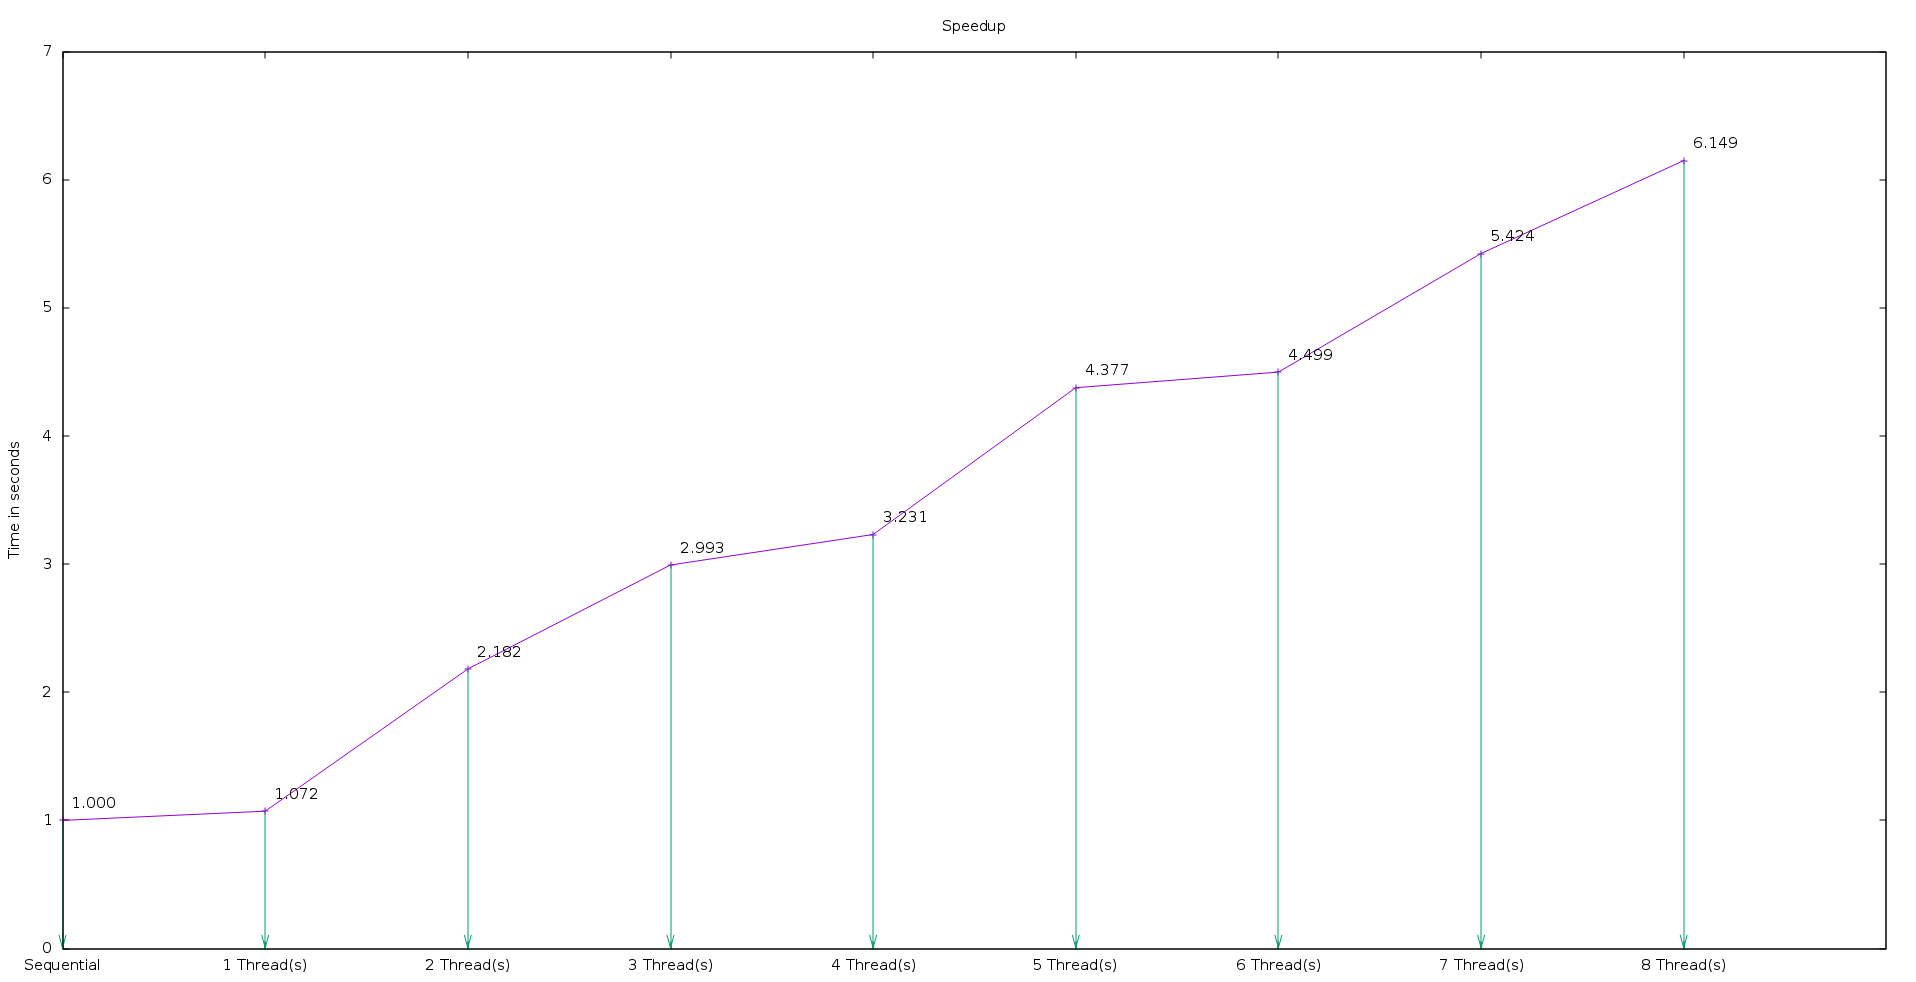 Speedup
7
6
5
4
3
2
1
0
Time in seconds
6.149
5.424
4.499
4.377
3.231
2.993
2.182
1.072
1.000
Sequential
1 Thread(s)
2 Thread(s)
3 Thread(s)
4 Thread(s)
5 Thread(s)
6 Thread(s)
7 Thread(s)
8 Thread(s)